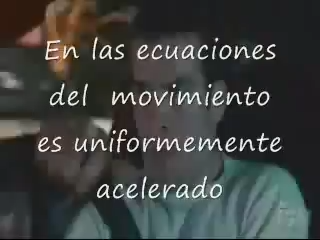 En las ecuaciones
del movimiento
es uniformemente
acelerado